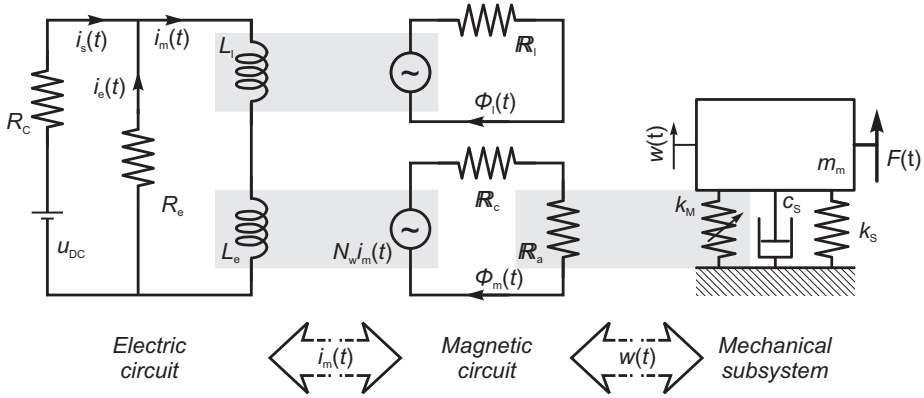 i_s(t)
i_m(t)
L_l
ℝ_l
i_e(t)
Φ_l(t)
R_C
w(t)
m_m
F(t)
ℝ_c
k_M
c_S
R_e
L_e
N_w i_m(t)
ℝ_a
k_S
u_DC
Φ_m(t)
Electric
circuit
i_m(t)
Magnetic
circuit
w(t)
Mechanical
subsystem